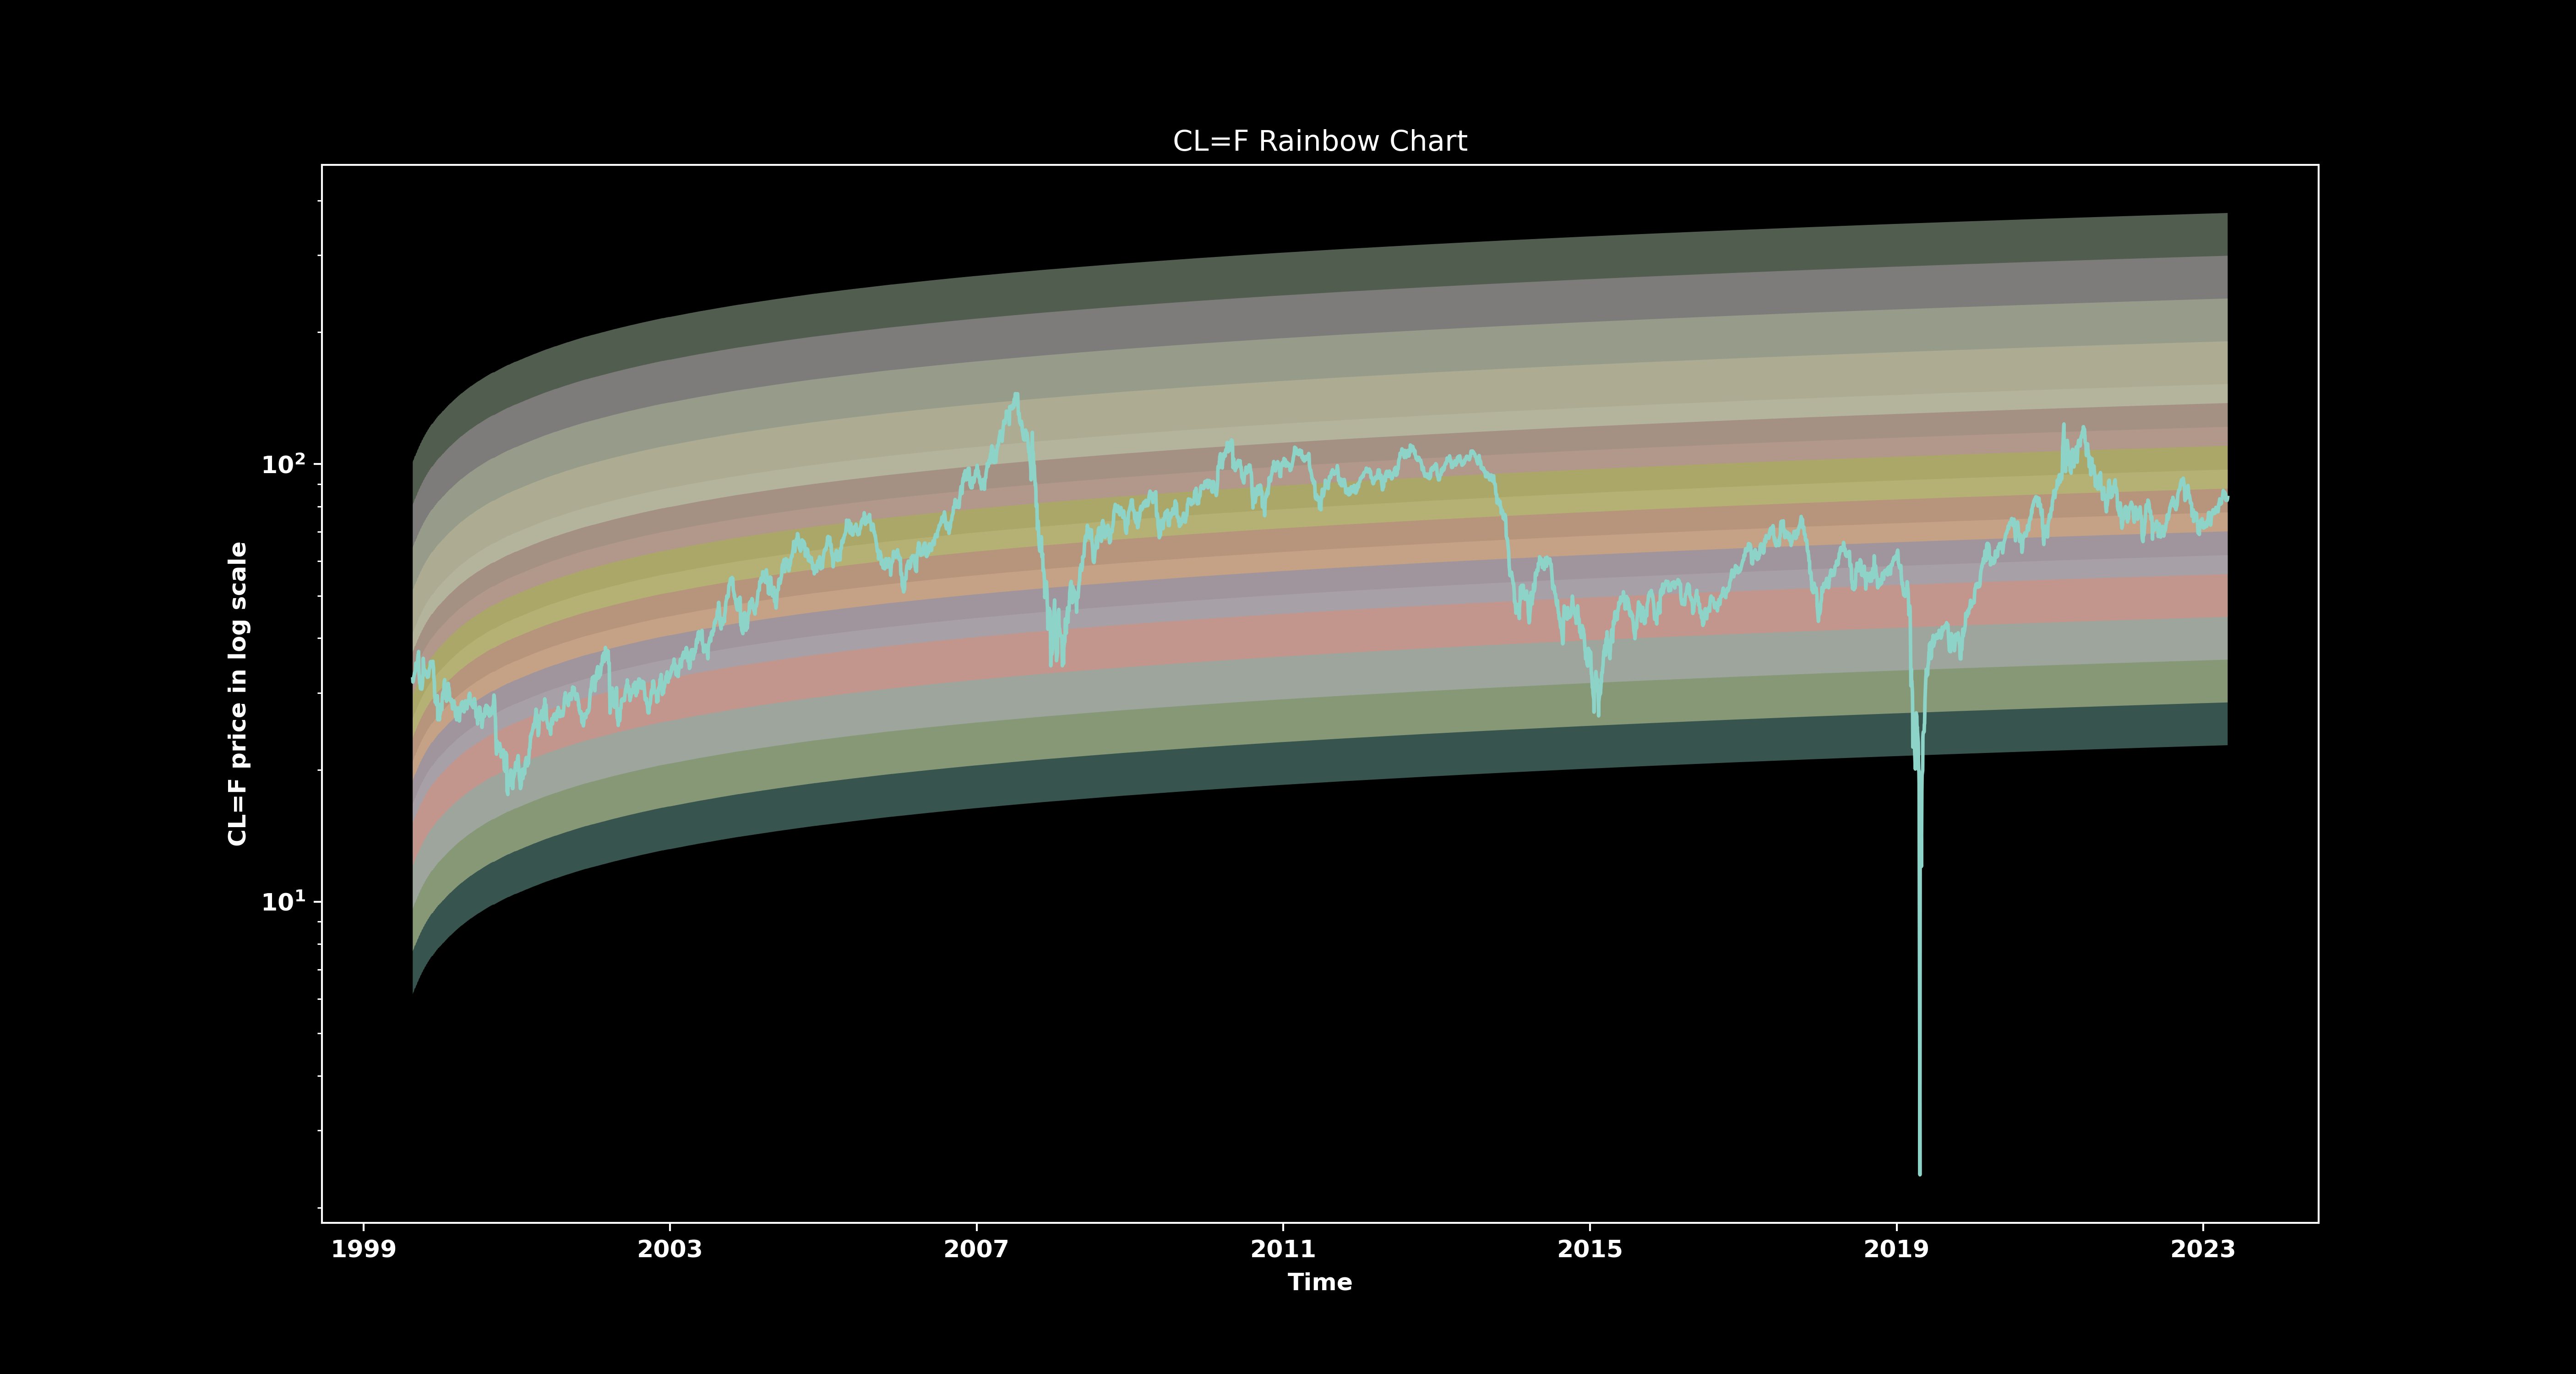 CL=F Rainbow Chart
CL=F price in log scale
10²
10¹
1999 2003 2007 2011 2015 2019 2023
Time